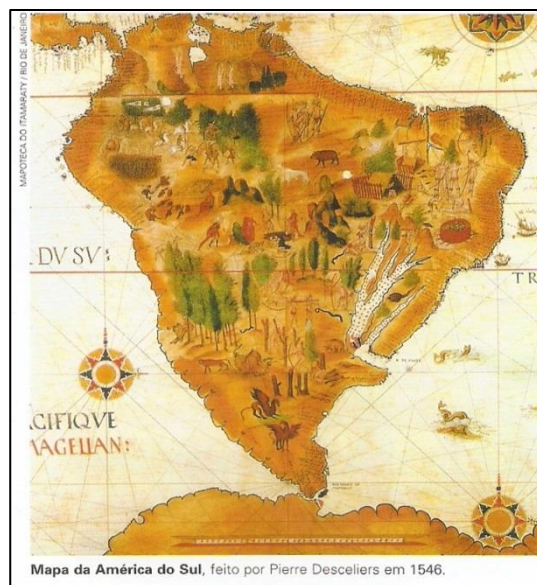 MAPOTECA DO ITAMARATY / RIO DE JANEIRO
DV SV:
TR
CIFIQVE
MAGELLAN:
Mapa da América do Sul, feito por Pierre Desceliers em 1546.